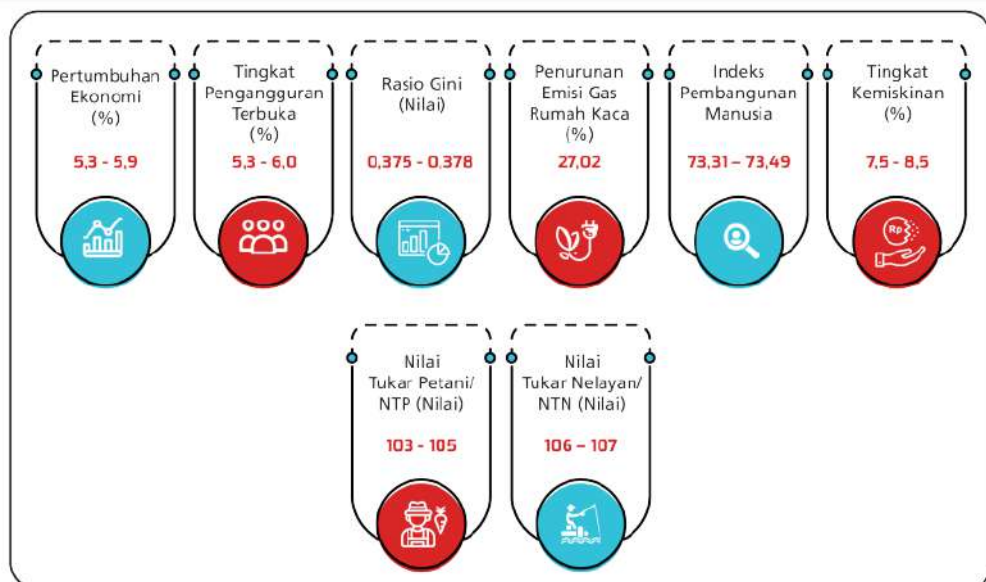 Pertumbuhan
Ekonomi
(%)
5,3 - 5,9
Tingkat
Pengangguran
Terbuka
(%)
5,3 - 6,0
Rasio Gini
(Nilai)
0,375 - 0,378
Penurunan
Emisi Gas
Rumah Kaca
(%)
27,02
Indeks
Pembangunan
Manusia
73,31 – 73,49
Tingkat
Kemiskinan
(%)
7,5 - 8,5
Rp
Nilai
Tukar Petani/
NTP (Nilai)
103 - 105
Nilai
Tukar Nelayan/
NTN (Nilai)
106 – 107